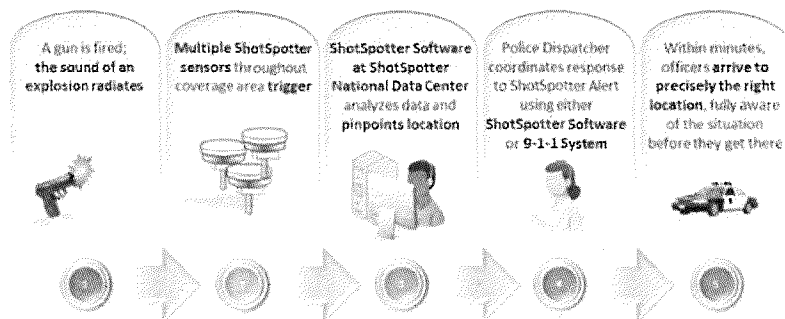 A gun is fired;
the sound of an
explosion radiates
Multiple ShotSpotter
sensors throughout
coverage area trigger
ShotSpotter Software
at ShotSpotter
National Data Center
analyzes data and
pinpoints location
Police Dispatcher
coordinates response
to ShotSpotter Alert
using either
ShotSpotter Software
or 9-1-1 System
Within minutes,
officers arrive to
precisely the right
location, fully aware
of the situation
before they get there